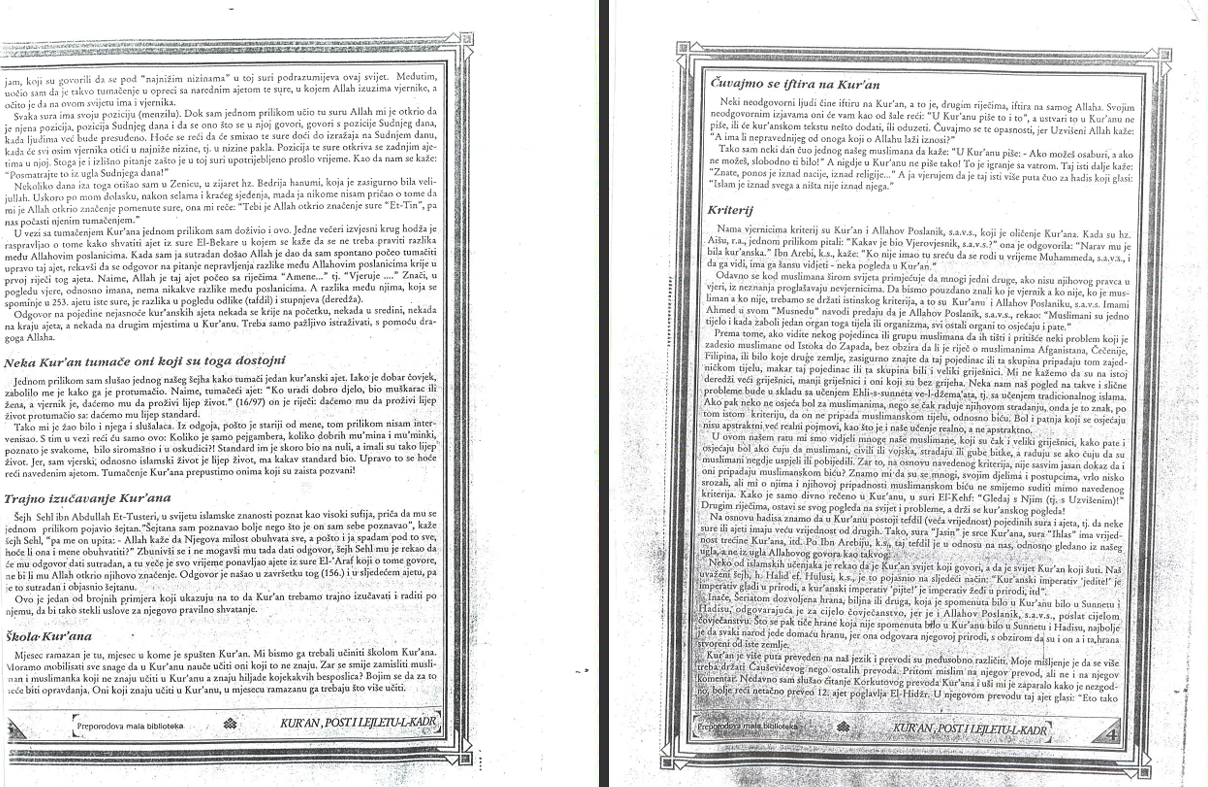 jam, koji su govorili da se pod "najnižim nizinama" u toj suri podrazumijeva ovaj svijet. Međutim,
uočio sam da je takvo tumačenje u opreci sa narednim ajetom te sure, u kojem Allah izuzima vjernike, a
očito je da na ovom svijetu ima i vjernika.
Svaka sura ima svoju poziciju (menzilu). Dok sam jednom prilikom učio tu suru Allah mi je otkrio da
je njena pozicija, pozicija Sudnjeg dana i da se ono što se u njoj govori, govori s pozicije Sudnjeg dana,
kada ljudima već bude presuđeno. Hoće se reći da će smisao te sure doći do izražaja na Sudnjem danu,
kada će svi osim vjernika otići u najniže nizine, tj. u nizine pakla. Pozicija te sure otkriva se zadnjim aje-
tima u njoj. Stoga je i izlišno pitanje zašto je u toj suri upotrijebljeno prošlo vrijeme. Kao da nam se kaže:
"Posmatrajte to iz ugla Sudnjega dana!"
Nekoliko dana iza toga otišao sam u Zenicu, u zijaret hz. Bedrija hanumi, koja je zasigurno bila veli-
jullah. Uskoro po mom dolasku, nakon selama i kraćeg sjeđenja, mada ja nikome nisam pričao o tome da
mi je Allah otkrio značenje pomenute sure, ona mi reče: "Tebi je Allah otkrio značenje sure "Et-Tin", pa
nas počasti njenim tumačenjem."
U vezi sa tumačenjem Kur'ana jednom prilikom sam doživio i ovo. Jedne večeri izvjesni krug hodža je
raspravljao o tome kako shvatiti ajet iz sure El-Bekare u kojem se kaže da se ne treba praviti razlika
među Allahovim poslanicima. Kada sam ja sutradan došao Allah je dao da sam spontano počeo tumačiti
upravo taj ajet, rekavši da se odgovor na pitanje nepravljenja razlike među Allahovim poslanicima krije u
prvoj riječi tog ajeta. Naime, Allah je taj ajet počeo sa riječima "Amene..." tj. "Vjeruje ...." Znači, u
pogledu vjere, odnosno imana, nema nikakve razlike među poslanicima. A razlika među njima, koja se
spominje u 253. ajetu iste sure, je razlika u pogledu odlike (tafdil) i stupnjeva (deredža).
Odgovor na pojedine nejasnoće kur'anskih ajeta nekada se krije na početku, nekada u sredini, nekada
na kraju ajeta, a nekada na drugim mjestima u Kur'anu. Treba samo pažljivo istraživati, s pomoću dra-
goga Allaha.
Neka Kur'an tumače oni koji su toga dostojni
Jednom prilikom sam slušao jednog našeg šejha kako tumači jedan kur'anski ajet. Iako je dobar čovjek,
zabolilo me je kako ga je protumačio. Naime, tumačeći ajet: "Ko uradi dobro djelo, bio muškarac ili
žena, a vjernik je, daćemo mu da proživi lijep život." (16/97) on je riječi: daćemo mu da proživi lijep
život protumačio sa: daćemo mu lijep standard.
Tako mi je žao bilo i njega i slušalaca. Iz odgoja, pošto je stariji od mene, tom prilikom nisam inter-
venisao. S tim u vezi reći ću samo ovo: Koliko je samo pejgambera, koliko dobrih mu'mina i mu'minki,
poznato je svakome, bilo siromašno i u oskudici?! Standard im je skoro bio na nuli, a imali su tako lijep
život. Jer, sam vjerski, odnosno islamski život je lijep život, ma kakav standard bio. Upravo to se hoće
reći navedenim ajetom. Tumačenje Kur'ana prepustimo onima koji su zaista pozvani!
Trajno izučavanje Kur'ana
Šejh Sehl ibn Abdullah Et-Tusteri, u svijetu islamske znanosti poznat kao visoki sufija, priča da mu se
jednom prilikom pojavio šejtan."Šejtana sam poznavao bolje nego što je on sam sebe poznavao", kaže
šejh Sehl, "pa me on upita: - Allah kaže da Njegova milost obuhvata sve, a pošto i ja spadam pod to sve,
hoće li ona i mene obuhvatiti?" Zbunivši se i ne mogavši mu tada dati odgovor, šejh Sehl mu je rekao da
će mu odgovor dati sutradan, a tu veče je svo vrijeme ponavljao ajete iz sure El-'Araf koji o tome govore,
ne bi li mu Allah otkrio njihovo značenje. Odgovor je našao u završetku tog (156.) i u sljedećem ajetu, pa
je to sutradan i objasnio šejtanu.
Ovo je jedan od brojnih primjera koji ukazuju na to da Kur'an trebamo trajno izučavati i raditi po
njemu, da bi tako stekli uslove za njegovo pravilno shvatanje.
Škola Kur'ana
Mjesec ramazan je tu, mjesec u kome je spušten Kur'an. Mi bismo ga trebali učiniti školom Kur'ana.
Moramo mobilisati sve snage da u Kur'anu nauče učiti oni koji to ne znaju. Zar se smije zamisliti musli-
man i muslimanka koji ne znaju učiti u Kur'anu a znaju hiljade kojekakvih besposlica? Bojim se da za to
neće biti opravdanja. Oni koji znaju učiti u Kur'anu, u mjesecu ramazanu ga trebaju što više učiti.
Preporodova mala biblioteka
KUR'AN, POST I LEJLETU-L-KADR
Čuvajmo se iftira na Kur'an
Neki neodgovorni ljudi čine iftiru na Kur'an, a to je, drugim riječima, iftira na samog Allaha. Svojim
neodgovornim izjavama oni će vam kao od šale reći: "U Kur'anu piše to i to", a ustvari to u Kur'anu ne
piše, ili će kur'anskom tekstu nešto dodati, ili oduzeti. Čuvajmo se te opasnosti, jer Uzvišeni Allah kaže:
"A ima li nepravednijeg od onoga koji o Allahu laži iznosi?"
Tako sam neki dan čuo jednog našeg muslimana da kaže: "U Kur'anu piše: - Ako možeš osaburi, a ako
ne možeš, slobodno ti bilo!" A nigdje u Kur'anu ne piše tako! To je igranje sa vatrom. Taj isti dalje kaže:
"Znate, ponos je iznad nacije, iznad religije..." A ja vjerujem da je taj isti više puta čuo za hadis koji glasi:
"Islam je iznad svega a ništa nije iznad njega."
Kriterij
Nama vjernicima kriterij su Kur'an i Allahov Poslanik, s.a.v.s., koji je oličenje Kur'ana. Kada su hz.
Aišu, r.a., jednom prilikom pitali: "Kakav je bio Vjerovjesnik, s.a.v.s.?" ona je odgovorila: "Narav mu je
bila kur'anska." Ibn Arebi, k.s., kaže: "Ko nije imao tu sreću da se rodi u vrijeme Muhammeda, s.a.v.s., i
da ga vidi, ima ga šansu vidjeti - neka pogleda u Kur'an."
Odavno se kod muslimana širom svijeta primjećuje da mnogi jedni druge, ako nisu njihovog pravca u
vjeri, iz neznanja proglašavaju nevjernicima. Da bismo pouzdano znali ko je vjernik a ko nije, ko je mus-
liman a ko nije, trebamo se držati istinskog kriterija, a to su Kur'anu i Allahov Poslaniku, s.a.v.s. Imami
Ahmed u svom "Musnedu" navodi predaju da je Allahov Poslanik, s.a.v.s., rekao: "Muslimani su jedno
tijelo i kada zaboli jedan organ toga tijela ili organizma, svi ostali organi to osjećaju i pate."
Prema tome, ako vidite nekog pojedinca ili grupu muslimana da ih tišti i pritišće neki problem koji je
zadesio muslimane od Istoka do Zapada, bez obzira da li je riječ o muslimanima Afganistana, Čečenije,
Filipina, ili bilo koje druge zemlje, zasigurno znajte da taj pojedinac ili ta skupina pripadaju tom zajed-
ničkom tijelu, makar taj pojedinac ili ta skupina bili i veliki griješnici. Mi ne kažemo da su na istoj
deredži veći griješnici, manji griješnici i oni koji su bez grijeha. Neka nam naš pogled na takve i slične
probleme bude u skladu sa učenjem Ehli-s-sunneta ve-l-džema'ata, tj. sa učenjem tradicionalnog islama.
Ako pak neko ne osjeća bol za muslimanima, nego se čak raduje njihovom stradanju, onda je to znak, po
tom istom kriteriju, da on ne pripada muslimanskom tijelu, odnosno biću. Bol i patnja koji se osjećaju
nisu apstraktni već realni pojmovi, kao što je i naše učenje realno, a ne apstraktno.
U ovom našem ratu mi smo vidjeli mnoge naše muslimane, koji su čak i veliki griješnici, kako pate i
osjećaju bol ako čuju da muslimani, civili ili vojska, stradaju ili gube bitke, a raduju se ako čuju da su
muslimani negdje uspjeli ili pobijedili. Zar to, na osnovu navedenog kriterija, nije sasvim jasan dokaz da i
oni pripadaju muslimanskom biću? Znamo mi da su se mnogi, svojim djelima i postupcima, vrlo nisko
srozali, ali mi o njima i njihovoj pripadnosti muslimanskom biću ne smijemo suditi mimo navedenog
kriterija. Kako je samo divno rečeno u Kur'anu, u suri El-Kehf: "Gledaj s Njim (tj. s Uzvišenim)!"
Drugim riječima, ostavi se svog pogleda na svijet i probleme, a drži se kur'anskog pogleda!
Na osnovu hadisa znamo da u Kur'anu postoji tefdil (veća vrijednost) pojedinih sura i ajeta, tj. da neke
sure ili ajeti imaju veću vrijednost od drugih. Tako, sura "Jasin" je srce Kur'ana, sura "Ihlas" ima vrijed-
nost trećine Kur'ana, itd. Po Ibn Arebiju, k.s., taj tefdil je u odnosu na nas, odnosno gledano iz našeg
ugla, a ne iz ugla Allahovog govora kao takvog.
Neko od islamskih učenjaka je rekao da je Kur'an svijet koji govori, a da je svijet Kur'an koji šuti. Naš
uvaženi šejh, h. Halid ef. Hulusi, k.s., je to pojasnio na sljedeći način: "Kur'anski imperativ 'jedite!' je
imperativ gladi u prirodi, a kur'anski imperativ 'pijte!' je imperativ žeđi u prirodi, itd".
Inače, Šeriatom dozvoljena hrana, biljna ili druga, koja je spomenuta bilo u Kur'anu bilo u Sunnetu i
Hadisu, odgovarajuća je za cijelo čovječanstvo, jer je i Allahov Poslanik, s.a.v.s., poslat cijelom
čovječanstvu. Što se pak tiče hrane koja nije spomenuta bilo u Kur'anu bilo u Sunnetu i Hadisu, najbolje
je da svaki narod jede domaću hranu, jer ona odgovara njegovoj prirodi, s obzirom da su i on i ta hrana
stvoreni od iste zemlje.
Kur'an je više puta preveden na naš jezik i prevodi su međusobno različiti. Moje mišljenje je da se više
treba držati Čauševićevog nego ostalih prevoda. Pritom mislim na njegov prevod, ali ne i na njegov
komentar. Nedavno sam slušao čitanje Korkutovog prevoda Kur'ana i uši mi je zaparalo kako je nezgod-
no, bolje reći netačno preveo 12. ajet poglavlja El-Hidžr. U njegovom prevodu taj ajet glasi: "Eto tako
Preporodova mala biblioteka
KUR'AN, POST I LEJLETU-L-KADR
4